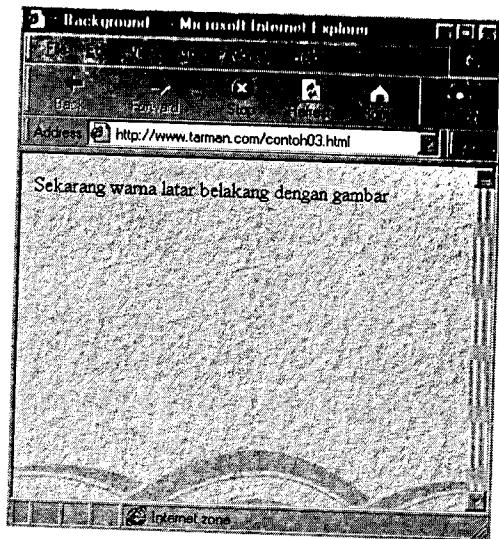 - Background - Microsoft Internet Explorer
Back Forward Stop Refresh
Address http://www.tarman.com/contoh03.html
Sekarang warna latar belakang dengan gambar
Internet zone